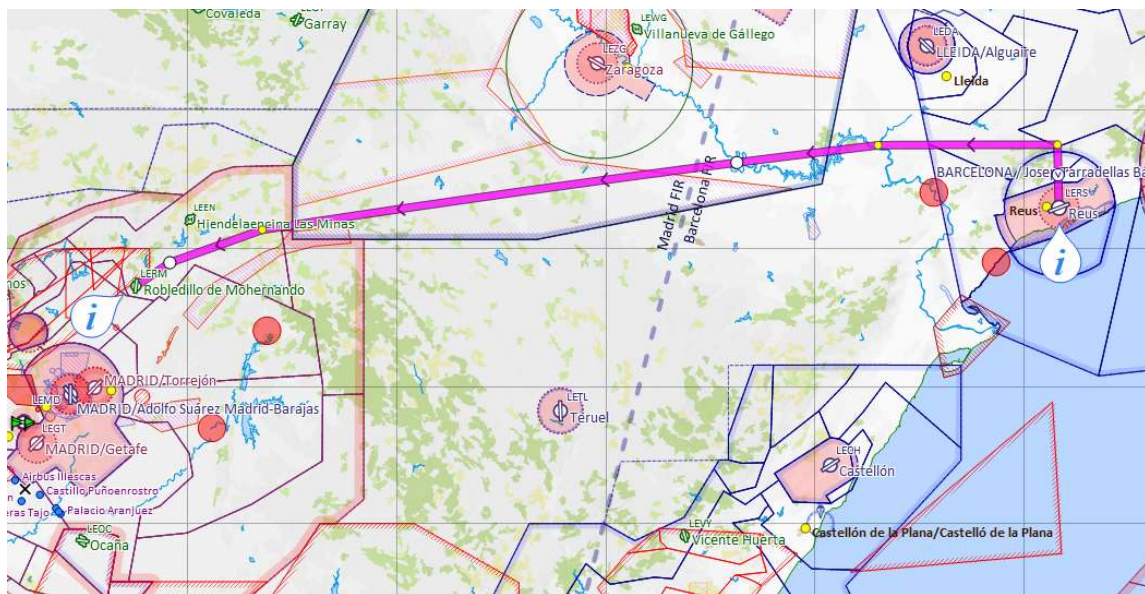 Covaleda
Garray
LEWG
Villanueva de Gállego
LEZG
Zaragoza
LEDA
LLEIDA/Alguaire
Lleida
Madrid FIR
Barcelona FIR
BARCELONA/
LERS
Reus
Reus
LEEN
Hiendelaencina Las Minas
LERM
Robledillo de Mohernando
i
i
MADRID/Torrejón
LEMD
MADRID/Adolfo Suárez Madrid-Barajas
LEGT
MADRID/Getafe
LETL
Teruel
LECH
Castellón
Airbus Illescas
Castillo Puñoenrostro
eras Tajo
Palacio Aranjuez
LEOC
Ocaña
LEVY
Vicente Huerta
Castellón de la Plana/Castelló de la Plana